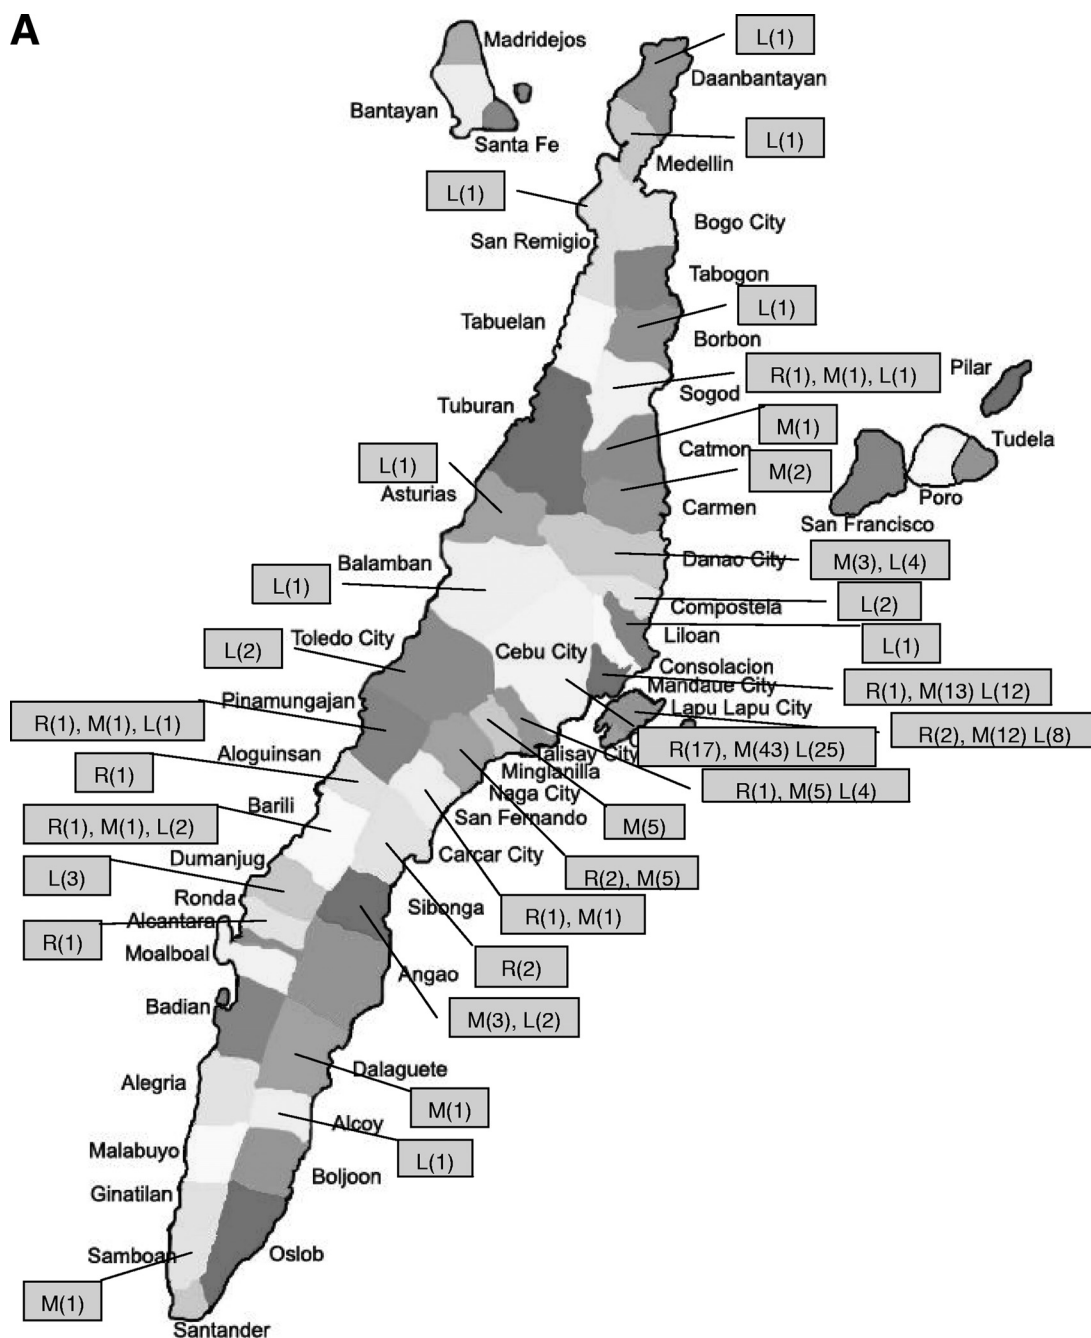 A
L(1)
Madridejos
Daanbantayan
Bantayan
Santa Fe
L(1)
Medellin
L(1)
Bogo City
San Remigio
Tabogon
L(1)
Tabuelan
Borbon
R(1), M(1), L(1)
Pilar
Sogod
Tuburan
M(1)
Tudela
Catmon
L(1)
M(2)
Asturias
Poro
Carmen
San Francisco
Balamban
Danao City
M(3), L(4)
L(1)
Compostela
L(2)
Toledo City
Liloan
L(1)
L(2)
Cebu City
Consolacion
Mandaue City
R(1), M(13) L(12)
Pinamungajan
Lapu Lapu City
R(1), M(1), L(1)
R(2), M(12) L(8)
R(17), M(43) L(25)
Aloguinsan
Talisay City
R(1)
Minglanilla
R(1), M(5) L(4)
Naga City
Barili
San Fernando
M(5)
R(1), M(1), L(2)
Carcar City
Dumanjug
L(3)
R(2), M(5)
Ronda
Sibonga
R(1), M(1)
Alcantara
R(1)
Moalboal
R(2)
Angao
Badian
M(3), L(2)
Dalaguete
Alegria
M(1)
Alcoy
Malabuyo
L(1)
Boljoon
Ginatilan
Samboan
Oslob
M(1)
Santander